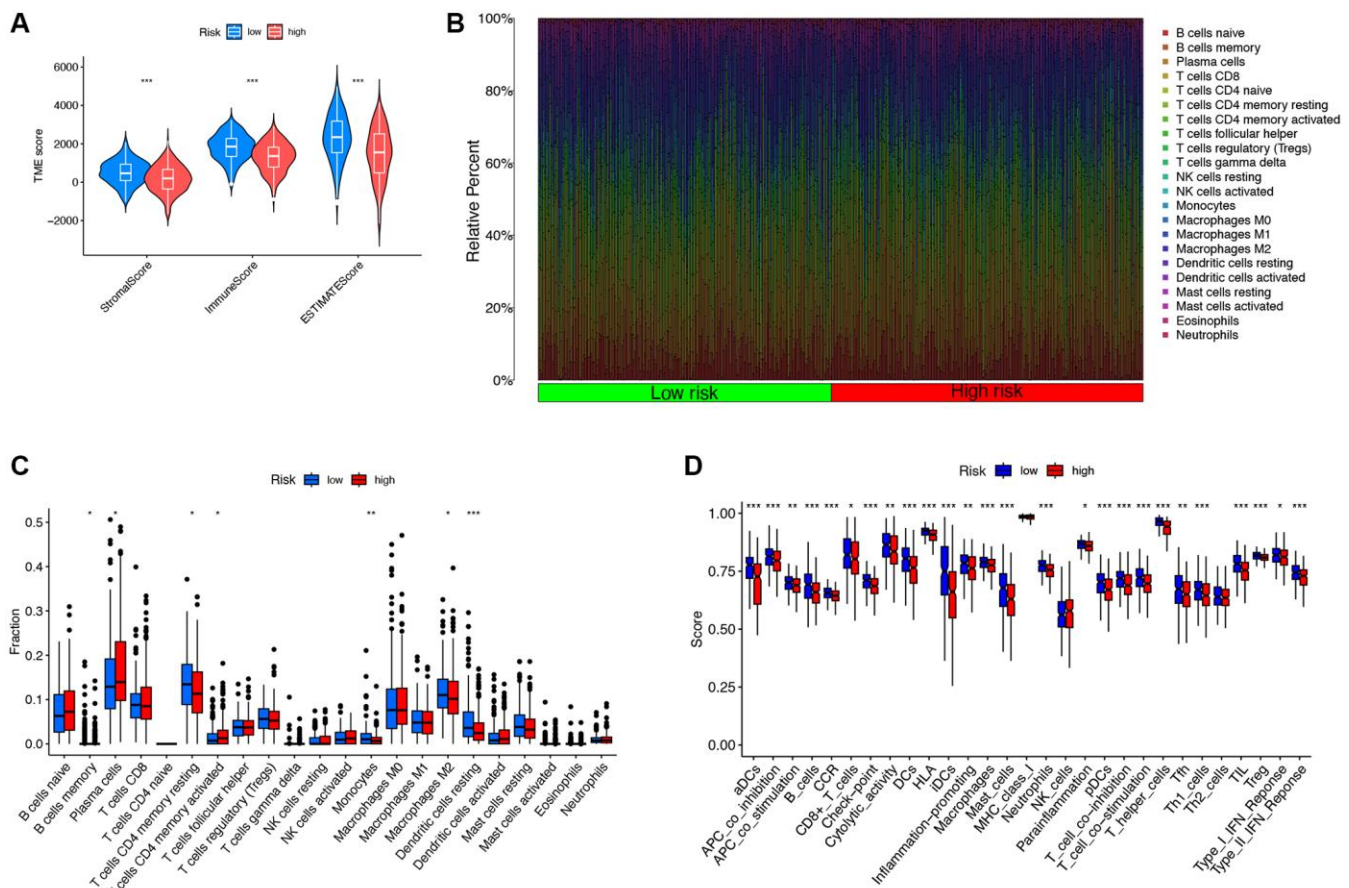 A
Risk low high
*** *** ***
6000
4000
2000
0
−2000
TME score
StromalScore
ImmuneScore
ESTIMATEScore
B
100%
80%
60%
40%
20%
0%
Relative Percent
Low risk
High risk
B cells naive
B cells memory
Plasma cells
T cells CD8
T cells CD4 naive
T cells CD4 memory resting
T cells CD4 memory activated
T cells follicular helper
T cells regulatory (Tregs)
T cells gamma delta
NK cells resting
NK cells activated
Monocytes
Macrophages M0
Macrophages M1
Macrophages M2
Dendritic cells resting
Dendritic cells activated
Mast cells resting
Mast cells activated
Eosinophils
Neutrophils
C
Risk low high
* * * * ** * ***
0.5
0.4
0.3
0.2
0.1
0.0
Fraction
B cells naive
B cells memory
Plasma cells
T cells CD8
T cells CD4 naive
T cells CD4 memory resting
cells CD4 memory activated
T cells follicular helper
T cells regulatory (Tregs)
T cells gamma delta
NK cells resting
NK cells activated
Monocytes
Macrophages M0
Macrophages M1
Macrophages M2
Dendritic cells resting
Dendritic cells activated
Mast cells resting
Mast cells activated
Eosinophils
Neutrophils
D
Risk low high
*** *** ** ** *** * *** ** *** *** *** ** *** *** *** * *** *** *** *** ** *** *** *** * ***
1.00
0.75
0.50
0.25
0.00
Score
aDCs
APC_co_inhibition
APC_co_stimulation
B_cells
CCR
CD8+_T_cells
Check−point
Cytolytic_activity
DCs
HLA
iDCs
Inflammation−promoting
Macrophages
Mast_cells
MHC_class_I
Neutrophils
NK_cells
Parainflammation
pDCs
T_cell_co−inhibition
T_cell_co−stimulation
T_helper_cells
Tfh
Th1_cells
Th2_cells
TIL
Treg
Type_I_IFN_Reponse
Type_II_IFN_Reponse